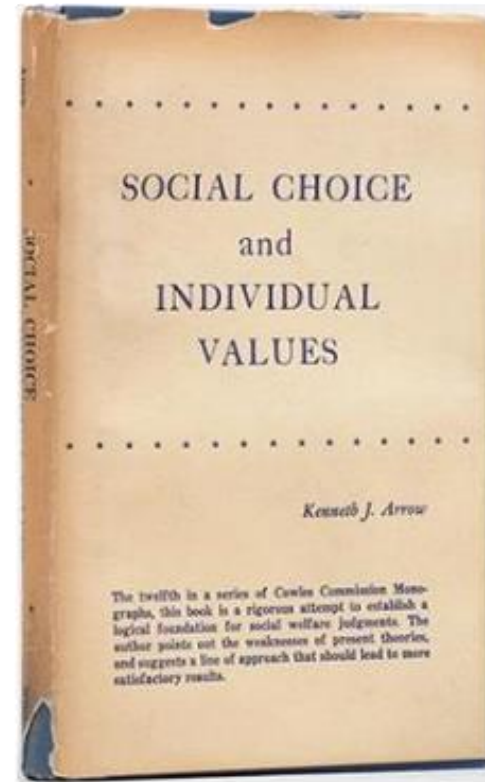 SOCIAL CHOICE
and
INDIVIDUAL
VALUES
Kenneth J. Arrow
The twelfth in a series of Cowles Commission Mono-
graphs, this book is a rigorous attempt to establish a
logical foundation for social welfare judgments. The
author points out the weaknesses of present theories,
and suggests a line of approach that should lead to more
satisfactory results.
SOCIAL CHOICE